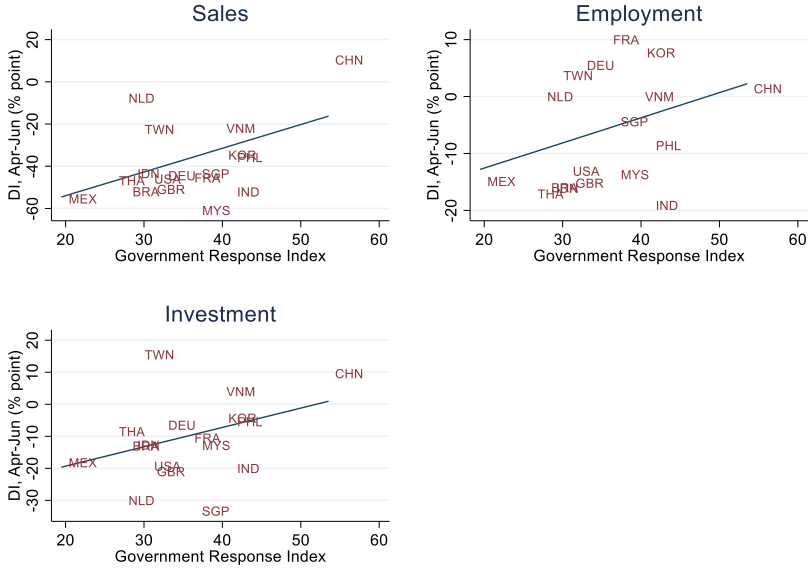 Sales
DI, Apr-Jun (% point)
20
0
-20
-40
-60
CHN
NLD
TWN
VNM
KOR
PHL
IDN
THA
USA
DEU
FRA
SGP
BRA
GBR
IND
MEX
MYS
20 30 40 50 60
Government Response Index
Employment
DI, Apr-Jun (% point)
10
0
-10
-20
FRA
KOR
DEU
TWN
CHN
NLD
VNM
SGP
PHL
USA
MYS
MEX
GBR
BRA
IDN
THA
IND
20 30 40 50 60
Government Response Index
Investment
DI, Apr-Jun (% point)
20
10
0
-10
-20
-30
TWN
CHN
VNM
KOR
PHL
DEU
THA
FRA
IDN
BRA
MYS
MEX
USA
GBR
IND
NLD
SGP
20 30 40 50 60
Government Response Index